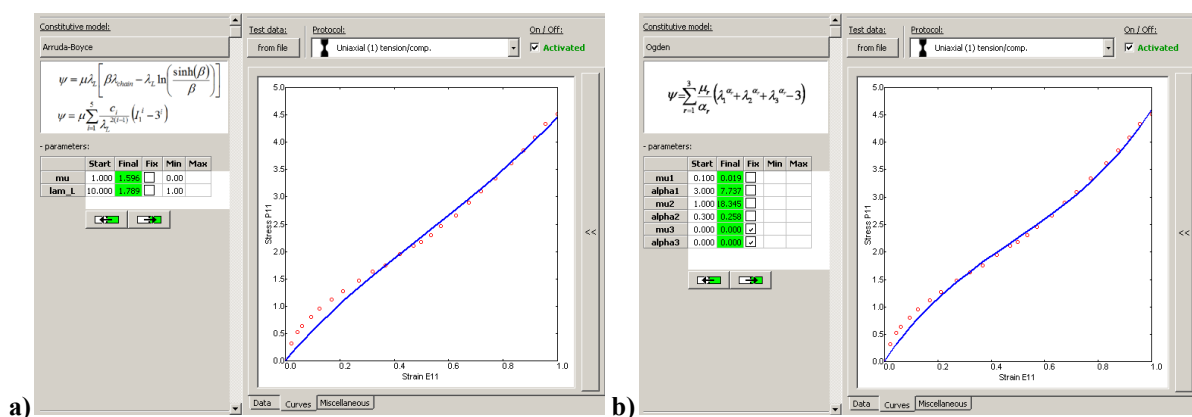 Constitutive model:
Arruda-Boyce
ψ = μλ_L [ βλ_chain − λ_L ln( sinh(β) / β ) ]
ψ = μ ∑_{i=1}^{5} c_i / λ_L^{2(i−1)} (I_1^i − 3^i)
- parameters:
Start Final Fix Min Max
mu 1.000 1.596 0.00
lam_L 10.000 1.789 1.00
Test data:
from file
Protocol:
Uniaxial (1) tension/comp.
On / Off:
Activated
Stress P11
5.0
4.5
4.0
3.5
3.0
2.5
2.0
1.5
1.0
0.5
0.0
0.0 0.2 0.4 0.6 0.8 1.0
Strain E11
<<
Data Curves Miscellaneous
a)
Constitutive model:
Ogden
ψ = ∑_{r=1}^{3} μ_r / α_r (λ_1^{α_r} + λ_2^{α_r} + λ_3^{α_r} − 3)
- parameters:
Start Final Fix Min Max
mu1 0.100 0.019
alpha1 3.000 7.737
mu2 1.000 18.345
alpha2 0.300 0.258
mu3 0.000 0.000
alpha3 0.000 0.000
Test data:
from file
Protocol:
Uniaxial (1) tension/comp.
On / Off:
Activated
Stress P11
5.0
4.5
4.0
3.5
3.0
2.5
2.0
1.5
1.0
0.5
0.0
0.0 0.2 0.4 0.6 0.8 1.0
Strain E11
<<
Data Curves Miscellaneous
b)